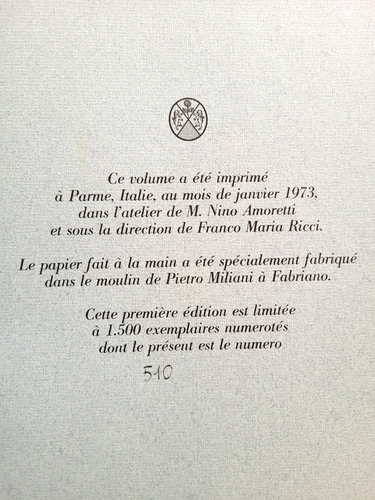 Ce volume a été imprimé
à Parme, Italie, au mois de janvier 1973,
dans l'atelier de M. Nino Amoretti
et sous la direction de Franco Maria Ricci.
Le papier fait à la main a été spécialement fabriqué
dans le moulin de Pietro Miliani à Fabriano.
Cette première édition est limitée
à 1.500 exemplaires numerotés
dont le présent est le numero
510